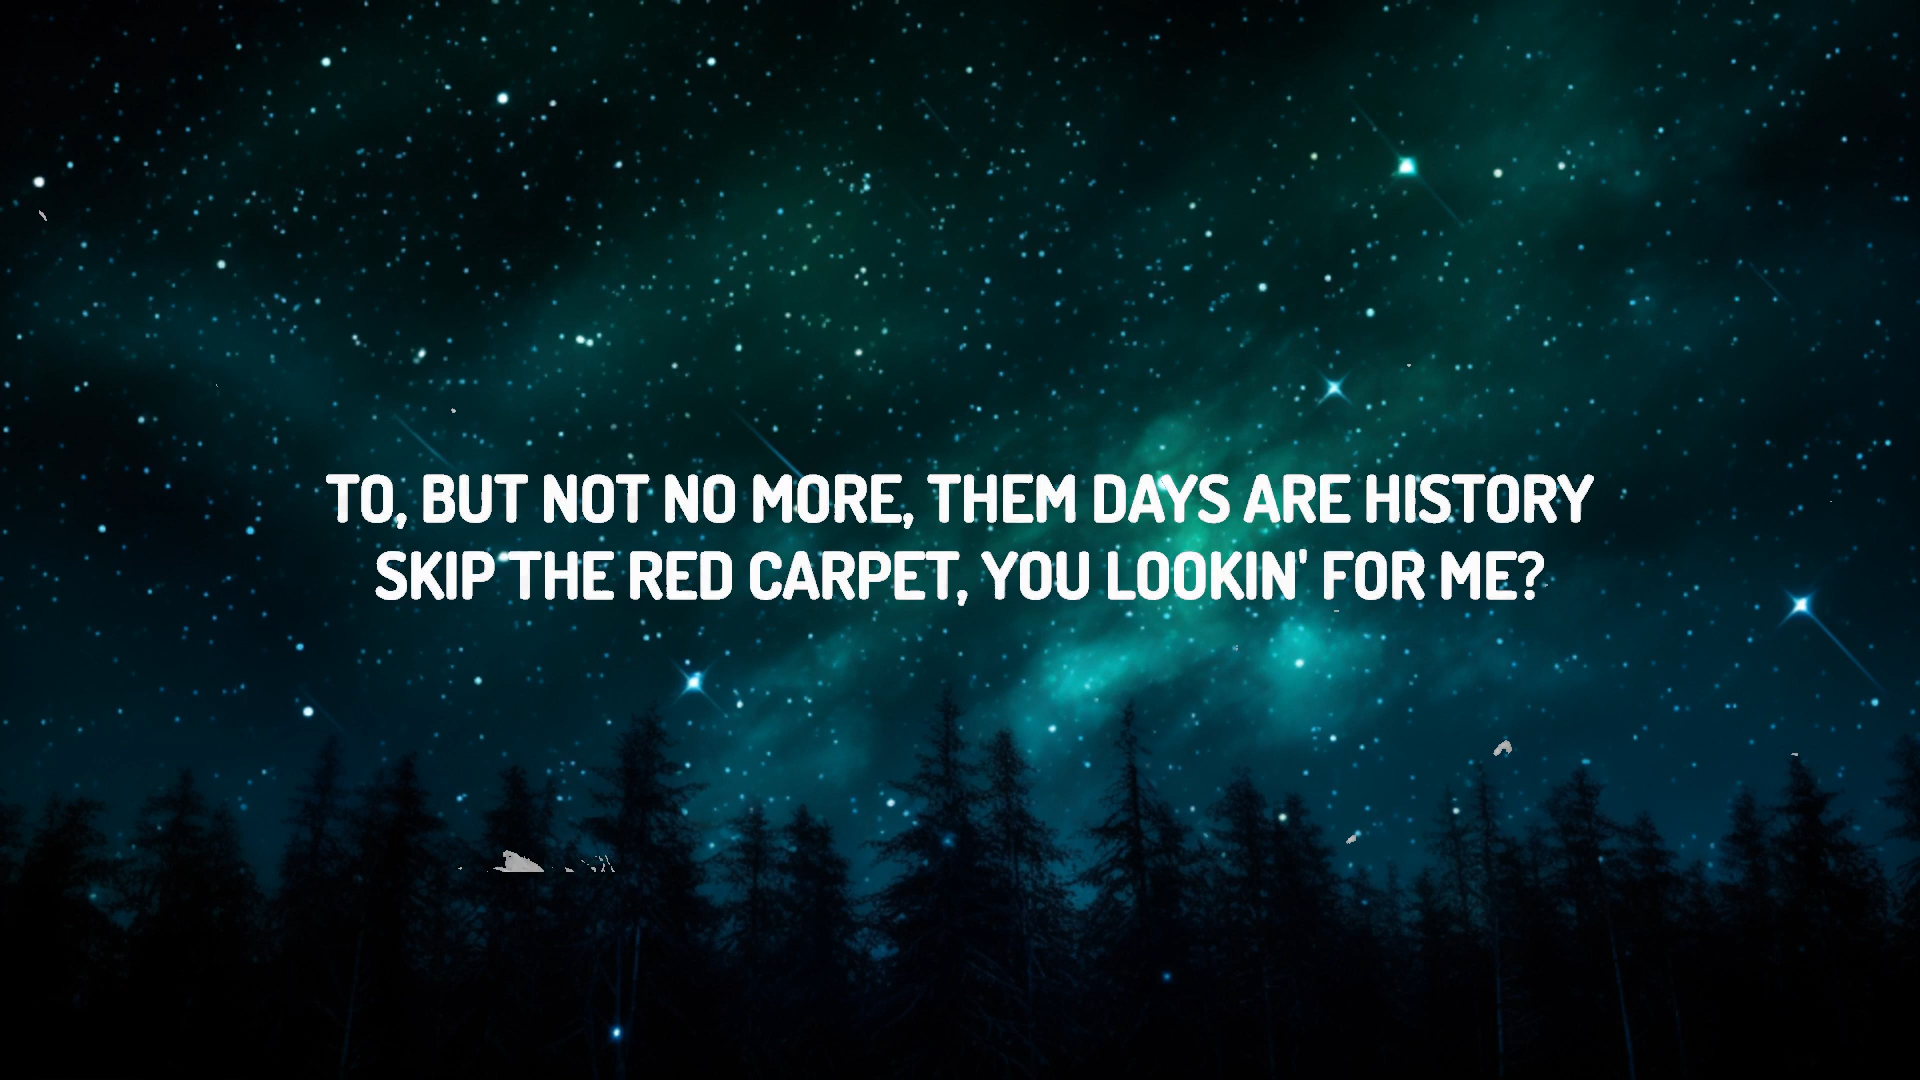 TO, BUT NOT NO MORE, THEM DAYS ARE HISTORY
SKIP THE RED CARPET, YOU LOOKIN' FOR ME?